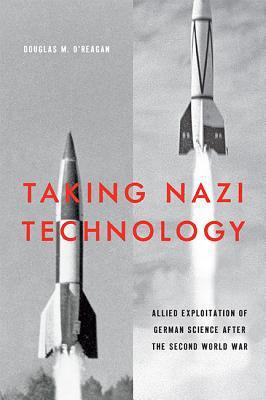 DOUGLAS M. O'REAGAN
TAKING NAZI
TECHNOLOGY
ALLIED EXPLOITATION OF
GERMAN SCIENCE AFTER
THE SECOND WORLD WAR